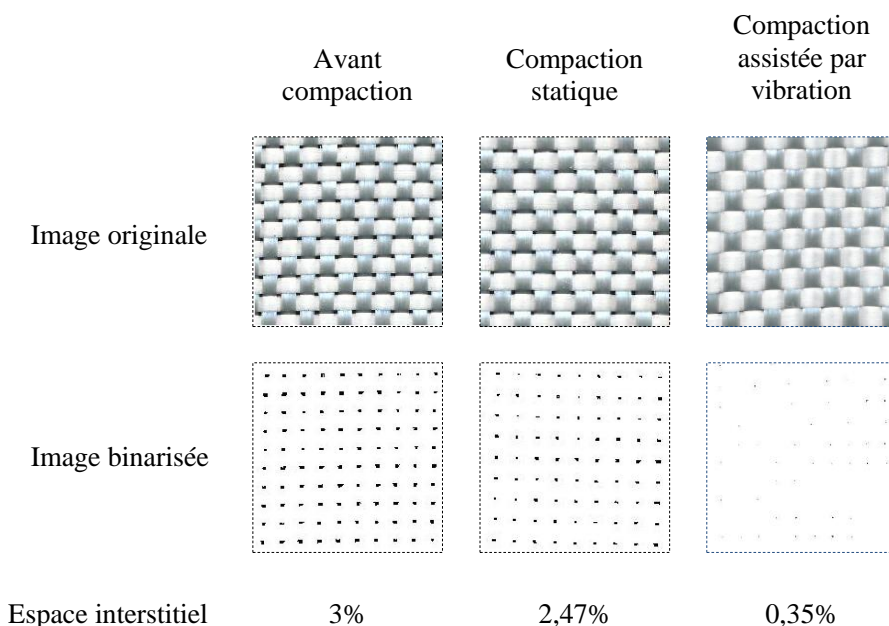 Avant
compaction
Compaction
statique
Compaction
assistée par
vibration
Image originale
Image binarisée
Espace interstitiel 3% 2,47% 0,35%